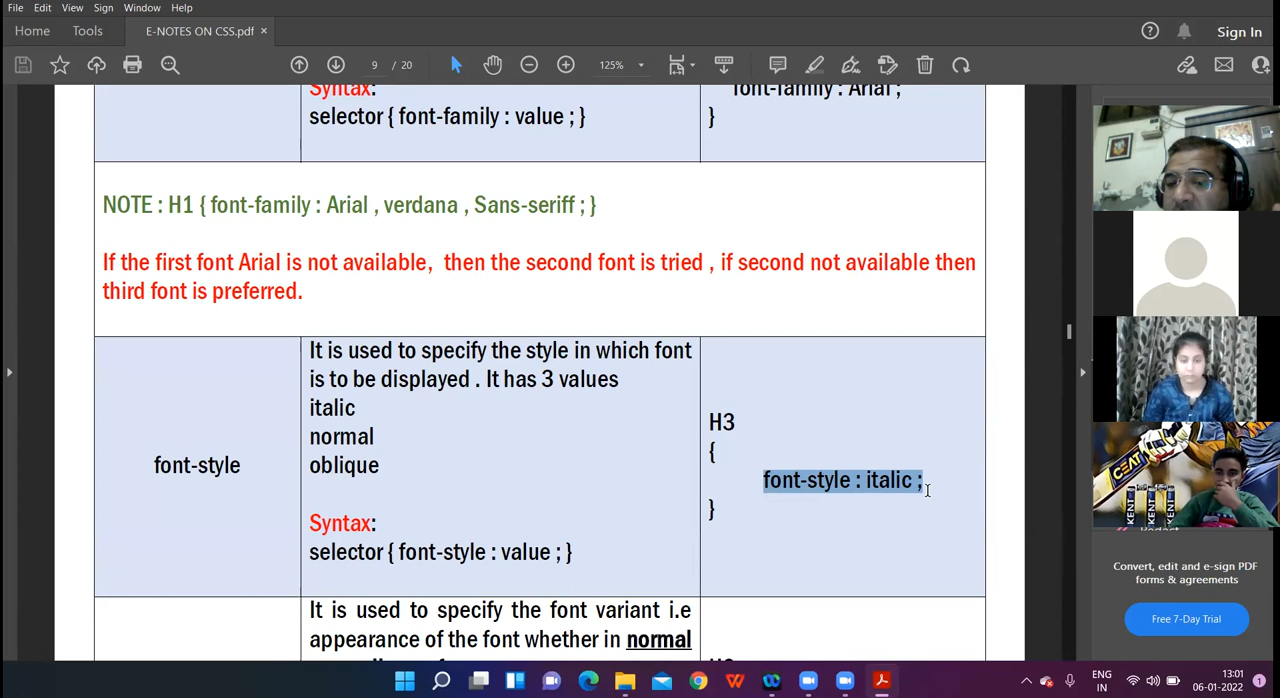 File Edit View Sign Window Help
Home Tools E-NOTES ON CSS.pdf × Sign In
9 / 20 125%
Syntax:
selector { font-family : value ; }
font-family : Arial ;
}
NOTE : H1 { font-family : Arial , verdana , Sans-seriff ; }
If the first font Arial is not available, then the second font is tried , if second not available then
third font is preferred.
font-style
It is used to specify the style in which font
is to be displayed . It has 3 values
italic
normal
oblique
Syntax:
selector { font-style : value ; }
H3
{
font-style : italic ;
}
It is used to specify the font variant i.e
appearance of the font whether in normal
CEAT
KENT KENT KENT
Convert, edit and e-sign PDF
forms & agreements
Free 7-Day Trial
ENG
IN
13:01
06-01-2022
1